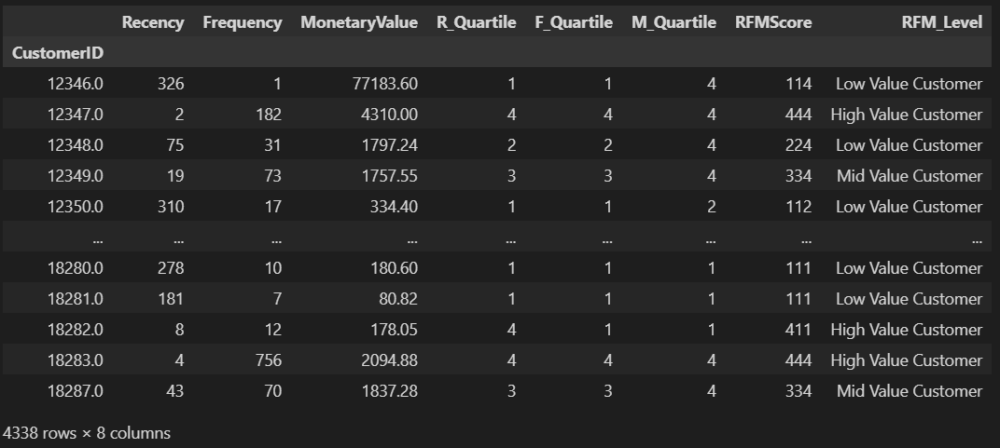 Recency Frequency MonetaryValue R_Quartile F_Quartile M_Quartile RFMScore RFM_Level
CustomerID
12346.0 326 1 77183.60 1 1 4 114 Low Value Customer
12347.0 2 182 4310.00 4 4 4 444 High Value Customer
12348.0 75 31 1797.24 2 2 4 224 Low Value Customer
12349.0 19 73 1757.55 3 3 4 334 Mid Value Customer
12350.0 310 17 334.40 1 1 2 112 Low Value Customer
... ... ... ... ... ... ... ... ...
18280.0 278 10 180.60 1 1 1 111 Low Value Customer
18281.0 181 7 80.82 1 1 1 111 Low Value Customer
18282.0 8 12 178.05 4 1 1 411 High Value Customer
18283.0 4 756 2094.88 4 4 4 444 High Value Customer
18287.0 43 70 1837.28 3 3 4 334 Mid Value Customer
4338 rows × 8 columns